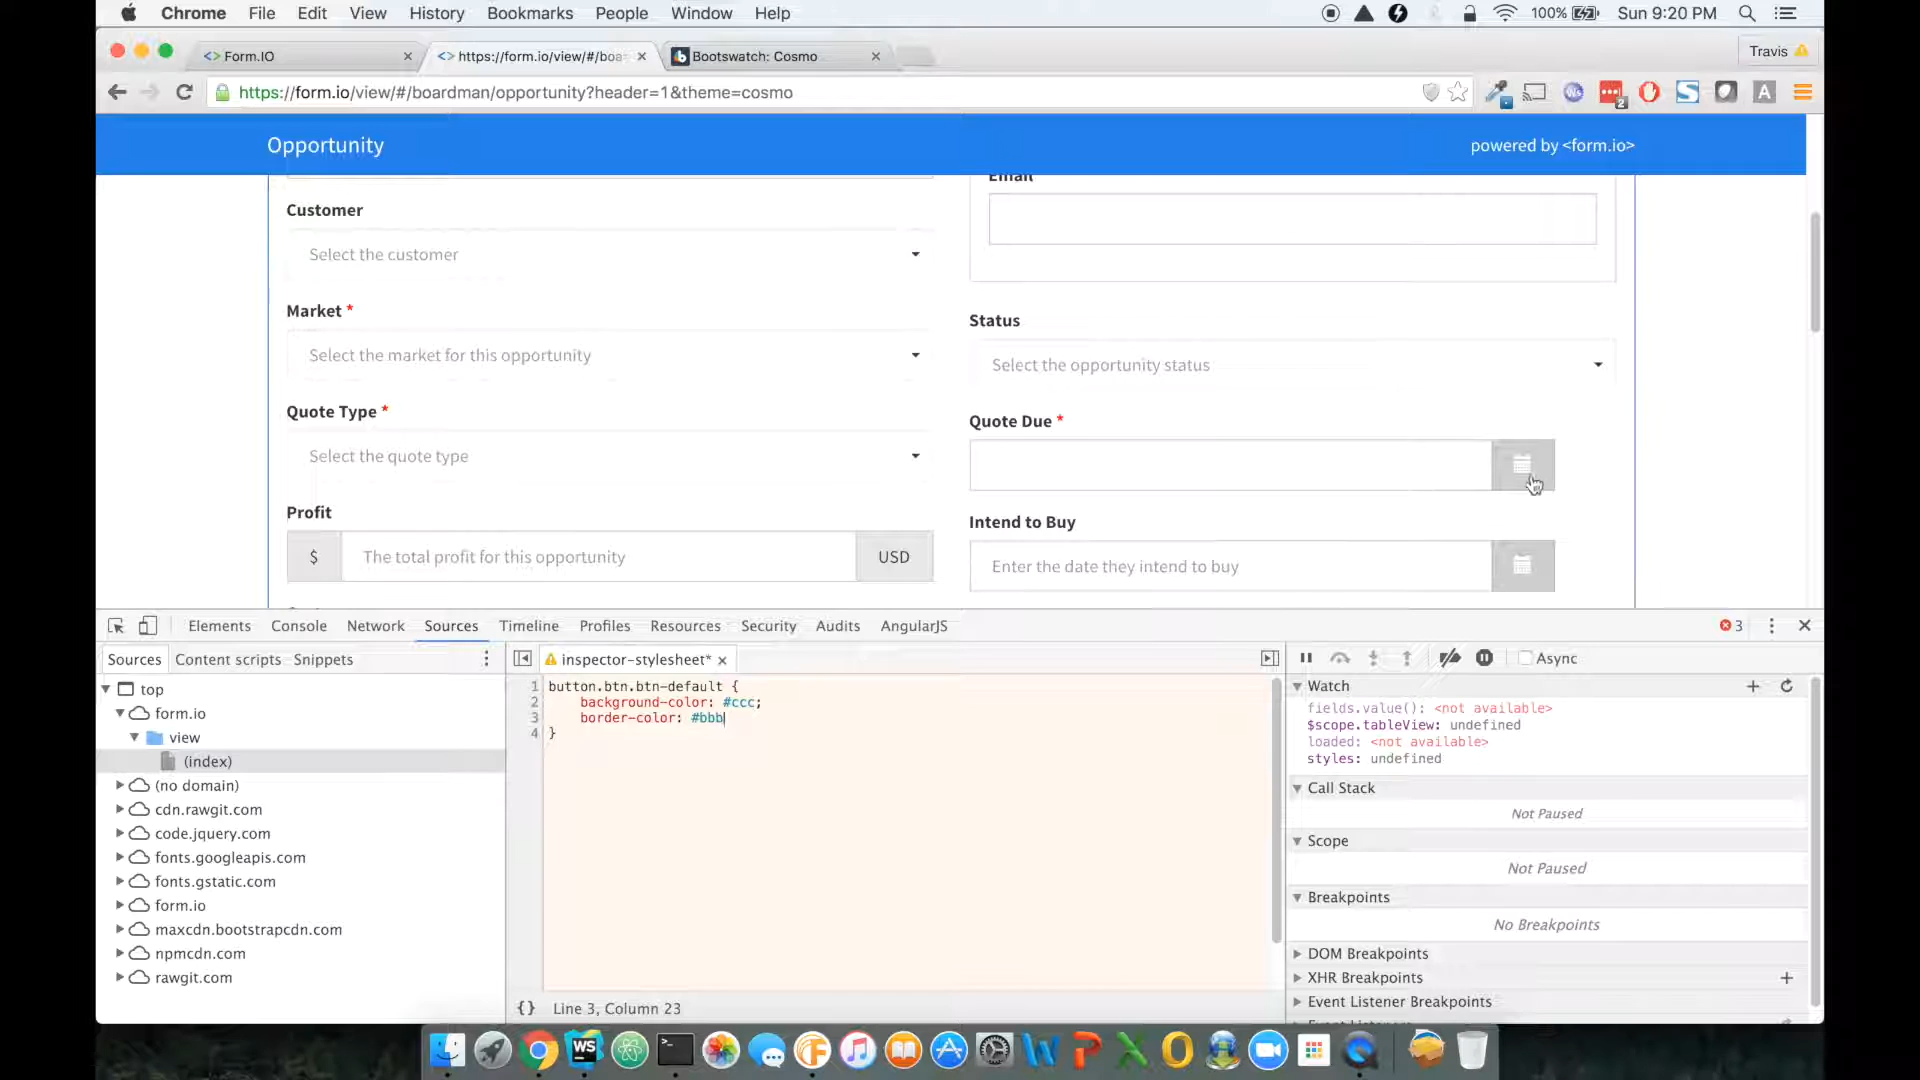 Chrome File Edit View History Bookmarks People Window Help 100% Sun 9:20 PM
<> Form.IO
<> https://form.io/view/#/boa
Bootswatch: Cosmo
Travis
https://form.io/view/#/boardman/opportunity?header=1&theme=cosmo
Opportunity
powered by <form.io>
Email
Customer
Select the customer
Market *
Select the market for this opportunity
Status
Select the opportunity status
Quote Type *
Select the quote type
Quote Due *
Profit
$ The total profit for this opportunity USD
Intend to Buy
Enter the date they intend to buy
Elements Console Network Sources Timeline Profiles Resources Security Audits AngularJS 3
Sources Content scripts Snippets
inspector-stylesheet*
Async
top
form.io
view
(index)
(no domain)
cdn.rawgit.com
code.jquery.com
fonts.googleapis.com
fonts.gstatic.com
form.io
maxcdn.bootstrapcdn.com
npmcdn.com
rawgit.com
1 button.btn.btn-default {
2 background-color: #ccc;
3 border-color: #bbb
4 }
{} Line 3, Column 23
Watch
fields.value(): <not available>
$scope.tableView: undefined
loaded: <not available>
styles: undefined
Call Stack
Not Paused
Scope
Not Paused
Breakpoints
No Breakpoints
DOM Breakpoints
XHR Breakpoints
Event Listener Breakpoints